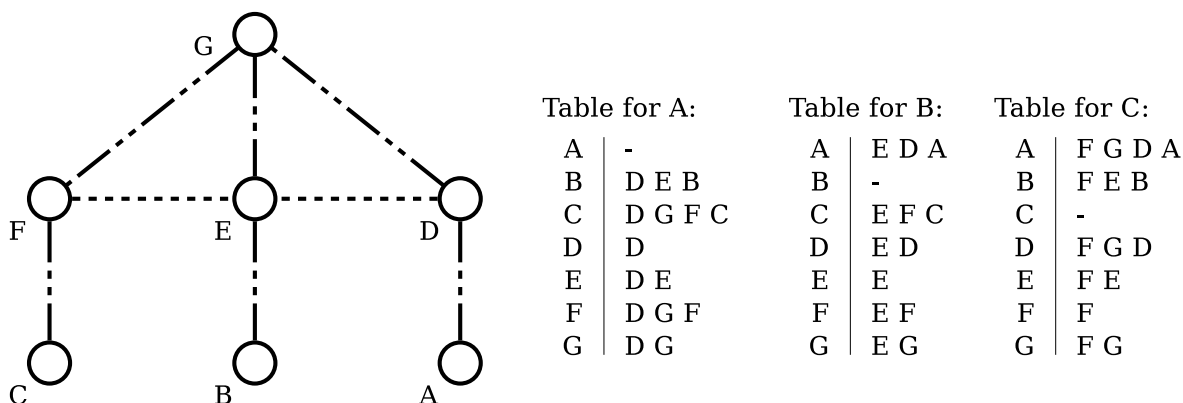 G
F
E
D
C
B
A
Table for A:
A -
B D E B
C D G F C
D D
E D E
F D G F
G D G
Table for B:
A E D A
B -
C E F C
D E D
E E
F E F
G E G
Table for C:
A F G D A
B F E B
C -
D F G D
E F E
F F
G F G